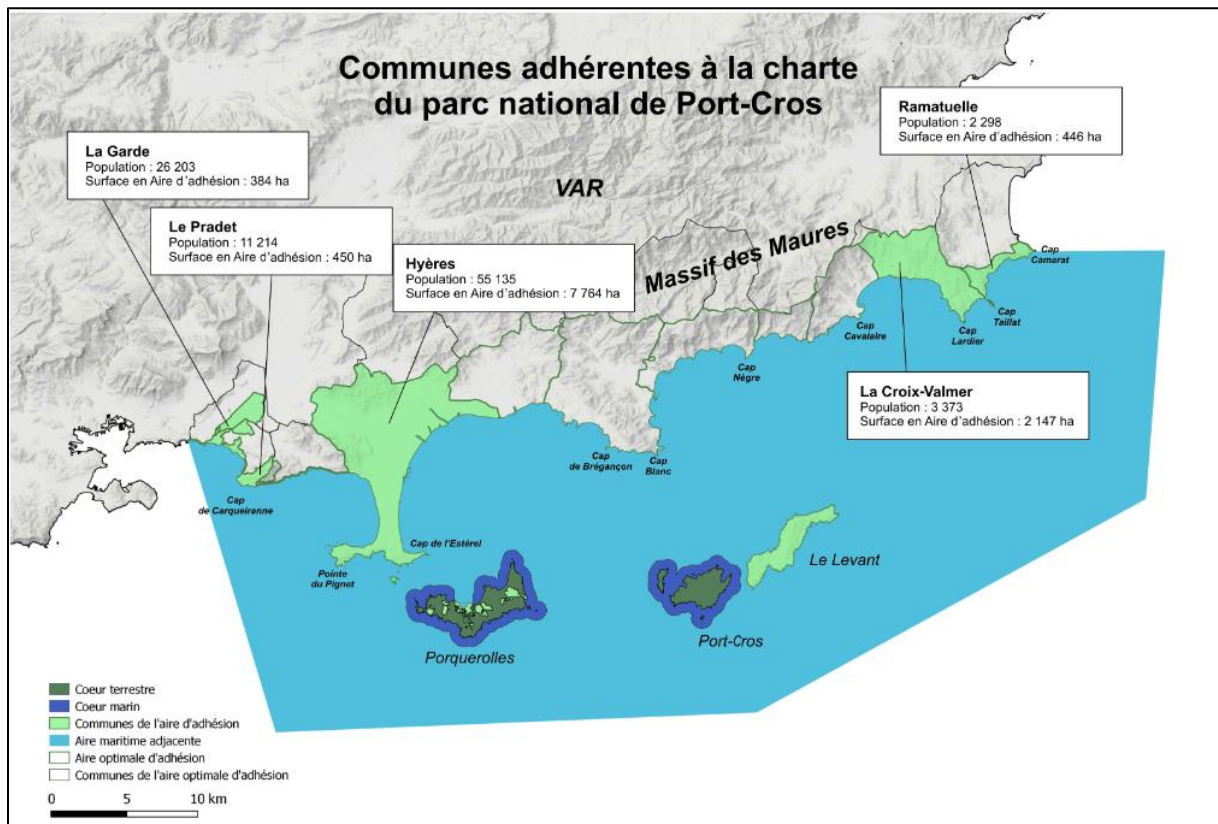 Communes adhérentes à la charte
du parc national de Port-Cros
Ramatuelle
Population : 2 298
Surface en Aire d'adhésion : 446 ha
La Garde
Population : 26 203
Surface en Aire d'adhésion : 384 ha
VAR
Le Pradet
Population : 11 214
Surface en Aire d'adhésion : 450 ha
Hyères
Population : 55 135
Surface en Aire d'adhésion : 7 764 ha
Massif des Maures
Cap
Camarat
Cap
Taillat
Cap
Lardier
Cap
Cavalaire
Cap
Nègre
La Croix-Valmer
Population : 3 373
Surface en Aire d'adhésion : 2 147 ha
Cap
de Brégançon
Cap
Blanc
Cap
de Carqueiranne
Cap de l'Estérel
Pointe
du Pignet
Le Levant
Port-Cros
Porquerolles
Coeur terrestre
Coeur marin
Communes de l'aire d'adhésion
Aire maritime adjacente
Aire optimale d'adhésion
Communes de l'aire optimale d'adhésion
0 5 10 km